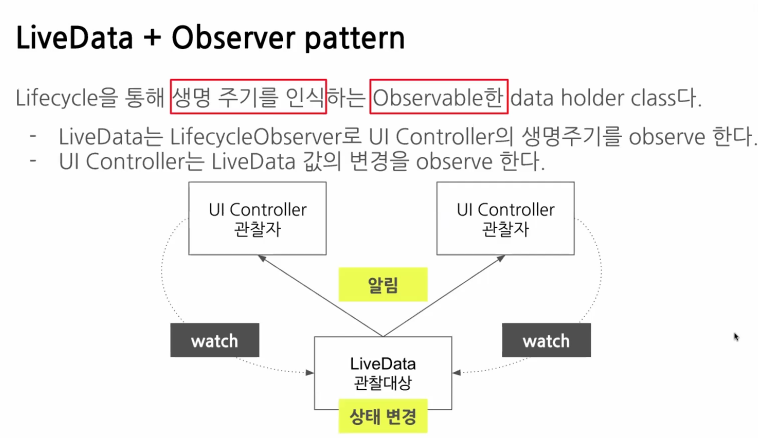 LiveData + Observer pattern
Lifecycle을 통해 생명 주기를 인식하는 Observable한 data holder class다.
- LiveData는 LifecycleObserver로 UI Controller의 생명주기를 observe 한다.
- UI Controller는 LiveData 값의 변경을 observe 한다.
UI Controller
관찰자
UI Controller
관찰자
알림
watch
watch
LiveData
관찰대상
상태 변경